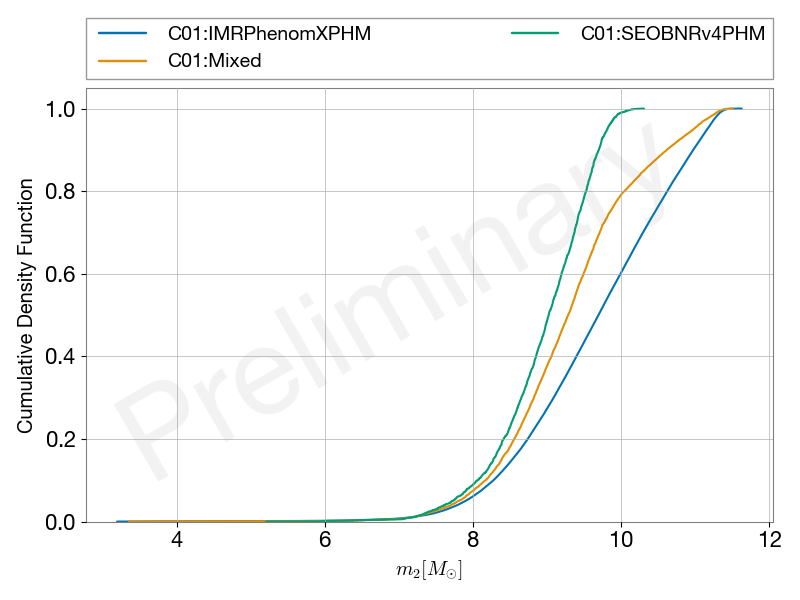 C01:IMRPhenomXPHM
C01:SEOBNRv4PHM
C01:Mixed
Preliminary
Cumulative Density Function
1.0
0.8
0.6
0.4
0.2
0.0
4 6 8 10 12
m₂[M☉]